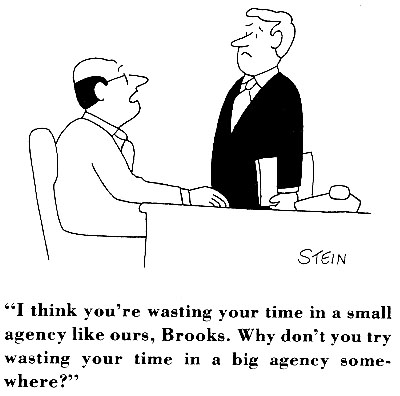 STEIN
“I think you're wasting your time in a small
agency like ours, Brooks. Why don't you try
wasting your time in a big agency some-
where?”